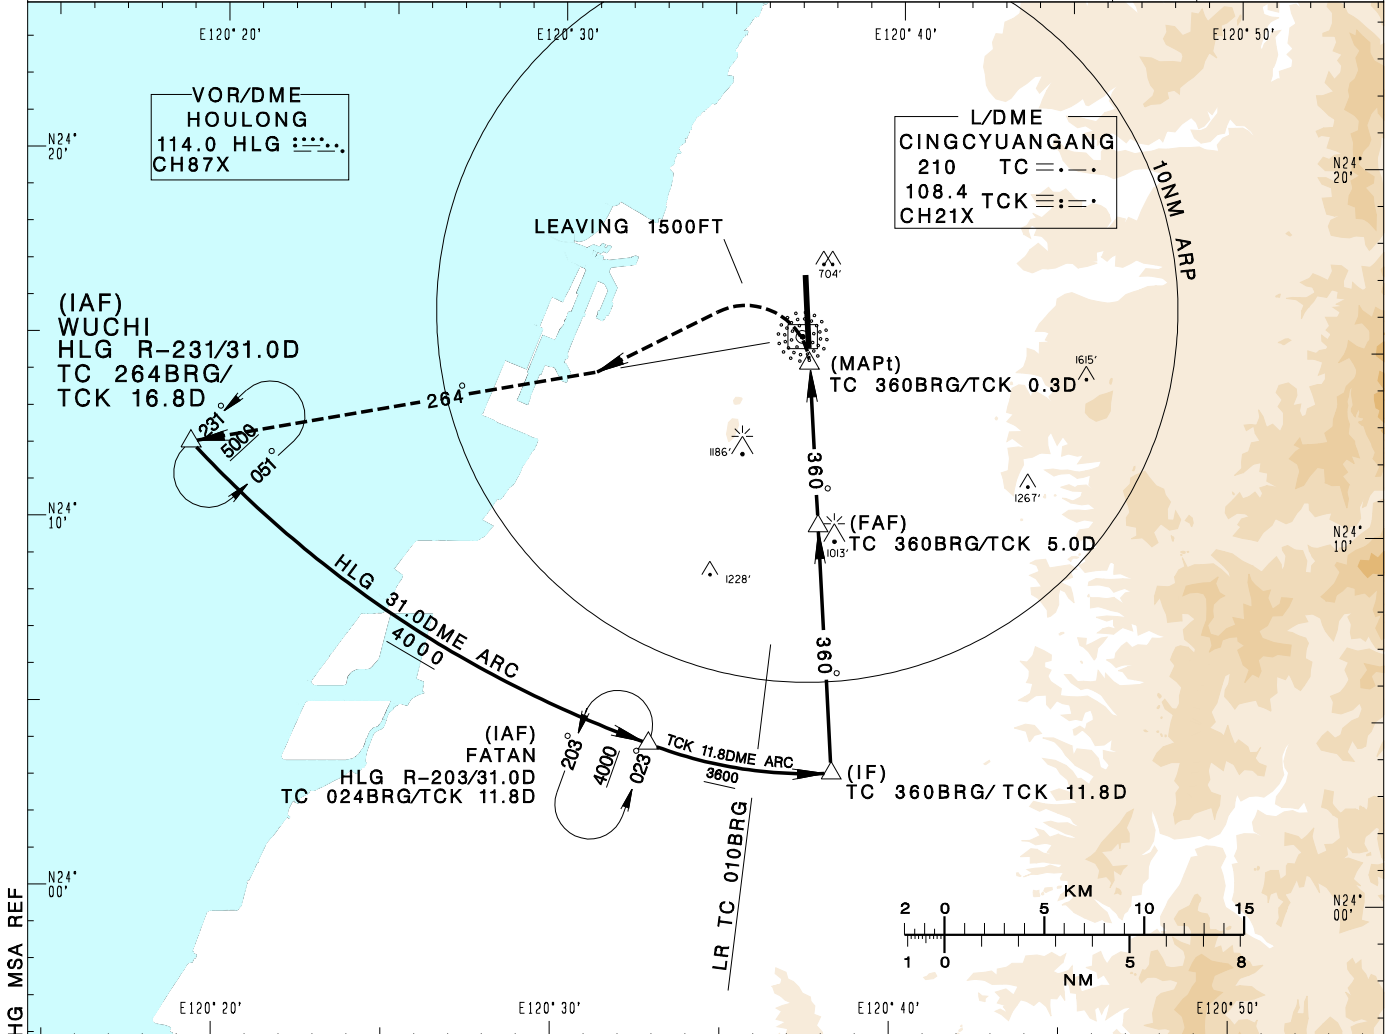 E120° 20'
E120° 30'
E120° 40'
E120° 50'
VOR/DME
HOULONG
114.0 HLG
CH87X
L/DME
CINGCYUANGANG
210 TC
108.4
TCK
CH21X
N24°
20'
N24°
20'
10NM ARP
LEAVING 1500FT
704'
(IAF)
WUCHI
HLG R-231/31.0D
TC 264BRG/
TCK 16.8D
(MAPt)
TC 360BRG/TCK 0.3D
1615'
264°
231°
5000
051°
1186'
360°
1267'
N24°
10'
N24°
10'
(FAF)
TC 360BRG/TCK 5.0D
1013'
1228'
HLG 31.0DME ARC
4000
360°
(IAF)
FATAN
HLG R-203/31.0D
TC 024BRG/TCK 11.8D
203°
4000
023°
TCK 11.8DME ARC
3600
(IF)
TC 360BRG/ TCK 11.8D
LR TC 010BRG
N24°
00'
N24°
00'
KM
2 0 5 10 15
1 0 5 8
NM
HG MSA REF
E120° 20'
E120° 30'
E120° 40'
E120° 50'